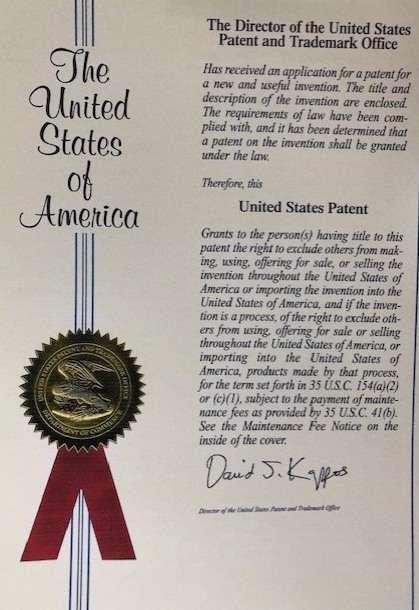 The
United
States
of
America
The Director of the United States
Patent and Trademark Office
Has received an application for a patent for
a new and useful invention. The title and
description of the invention are enclosed.
The requirements of law have been com-
plied with, and it has been determined that
a patent on the invention shall be granted
under the law.
Therefore, this
United States Patent
Grants to the person(s) having title to this
patent the right to exclude others from mak-
ing, using, offering for sale, or selling the
invention throughout the United States of
America or importing the invention into the
United States of America, and if the inven-
tion is a process, of the right to exclude oth-
ers from using, offering for sale or selling
throughout the United States of America, or
importing into the United States of
America, products made by that process,
for the term set forth in 35 U.S.C. 154(a)(2)
or (c)(1), subject to the payment of mainte-
nance fees as provided by 35 U.S.C. 41(b).
See the Maintenance Fee Notice on the
inside of the cover.
David J. Kappos
Director of the United States Patent and Trademark Office
UNITED STATES PATENT AND TRADEMARK OFFICE
DEPARTMENT OF COMMERCE